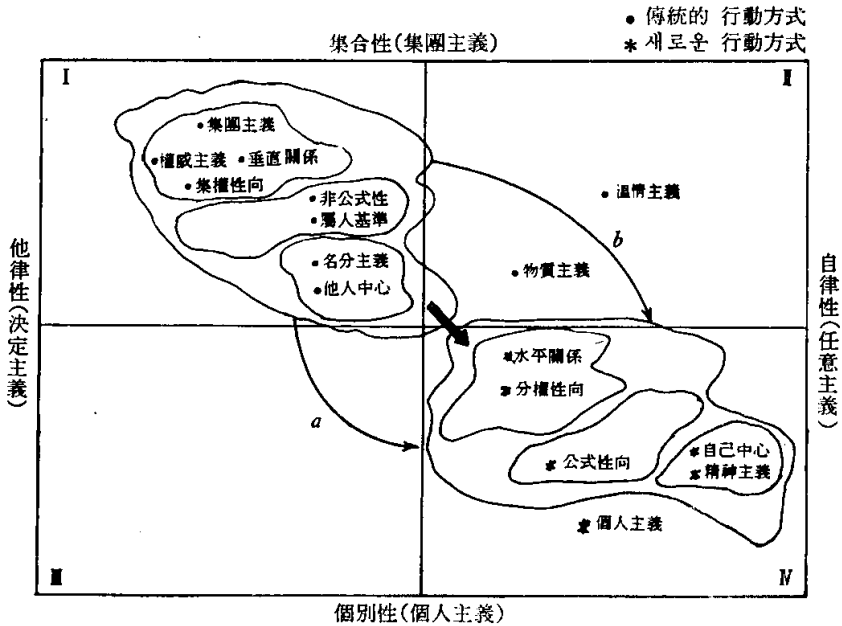 • 傳統的 行動方式
* 새로운 行動方式
集合性(集團主義)
I
II
• 集團主義
• 權威主義 • 垂直關係
• 集權性向
• 非公式性
• 屬人基準
• 名分主義
• 他人中心
• 溫情主義
b
• 物質主義
他律性(決定主義)
自律性(任意主義)
* 水平關係
* 分權性向
a
* 公式性向
* 自己中心
* 精神主義
* 個人主義
III
IV
個別性(個人主義)